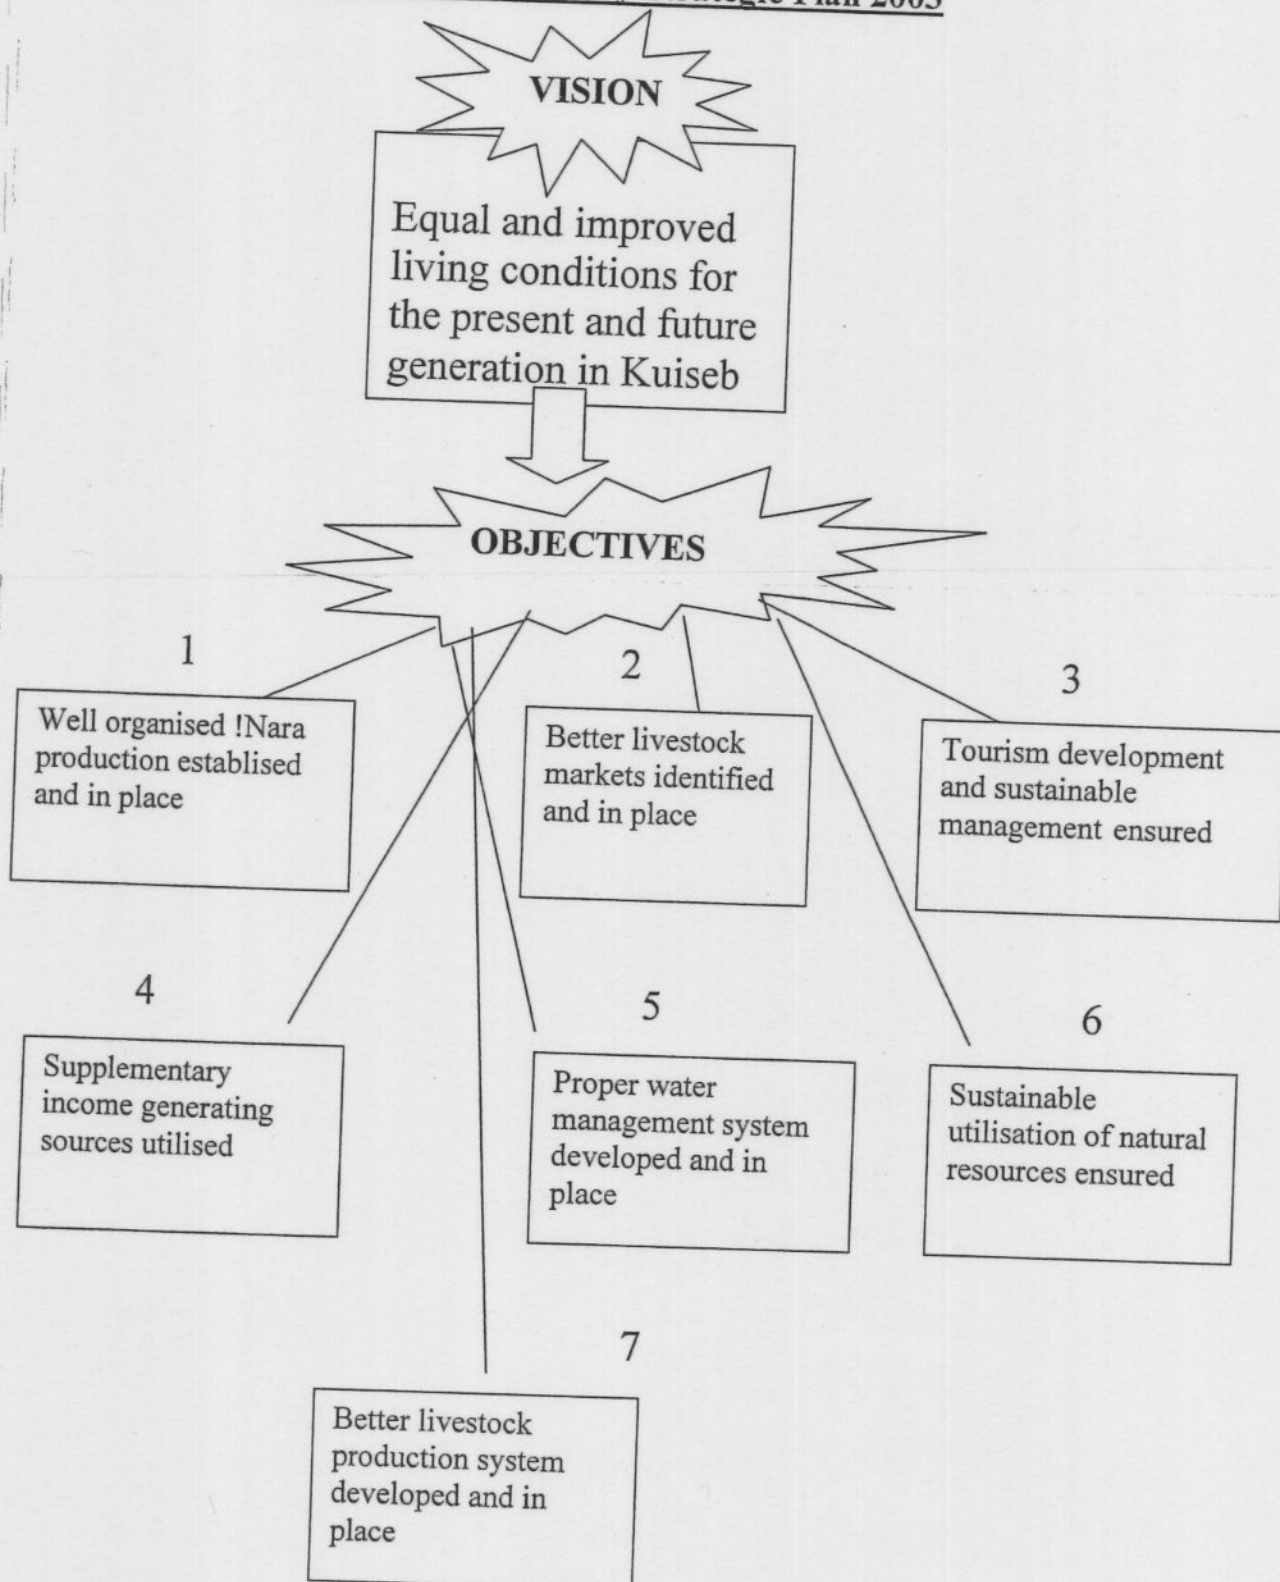 Plan 2003
VISION
Equal and improved
living conditions for
the present and future
generation in Kuiseb
OBJECTIVES
1
2
3
Well organised !Nara
production establised
and in place
Better livestock
markets identified
and in place
Tourism development
and sustainable
management ensured
4
5
6
Supplementary
income generating
sources utilised
Proper water
management system
developed and in
place
Sustainable
utilisation of natural
resources ensured
7
Better livestock
production system
developed and in
place